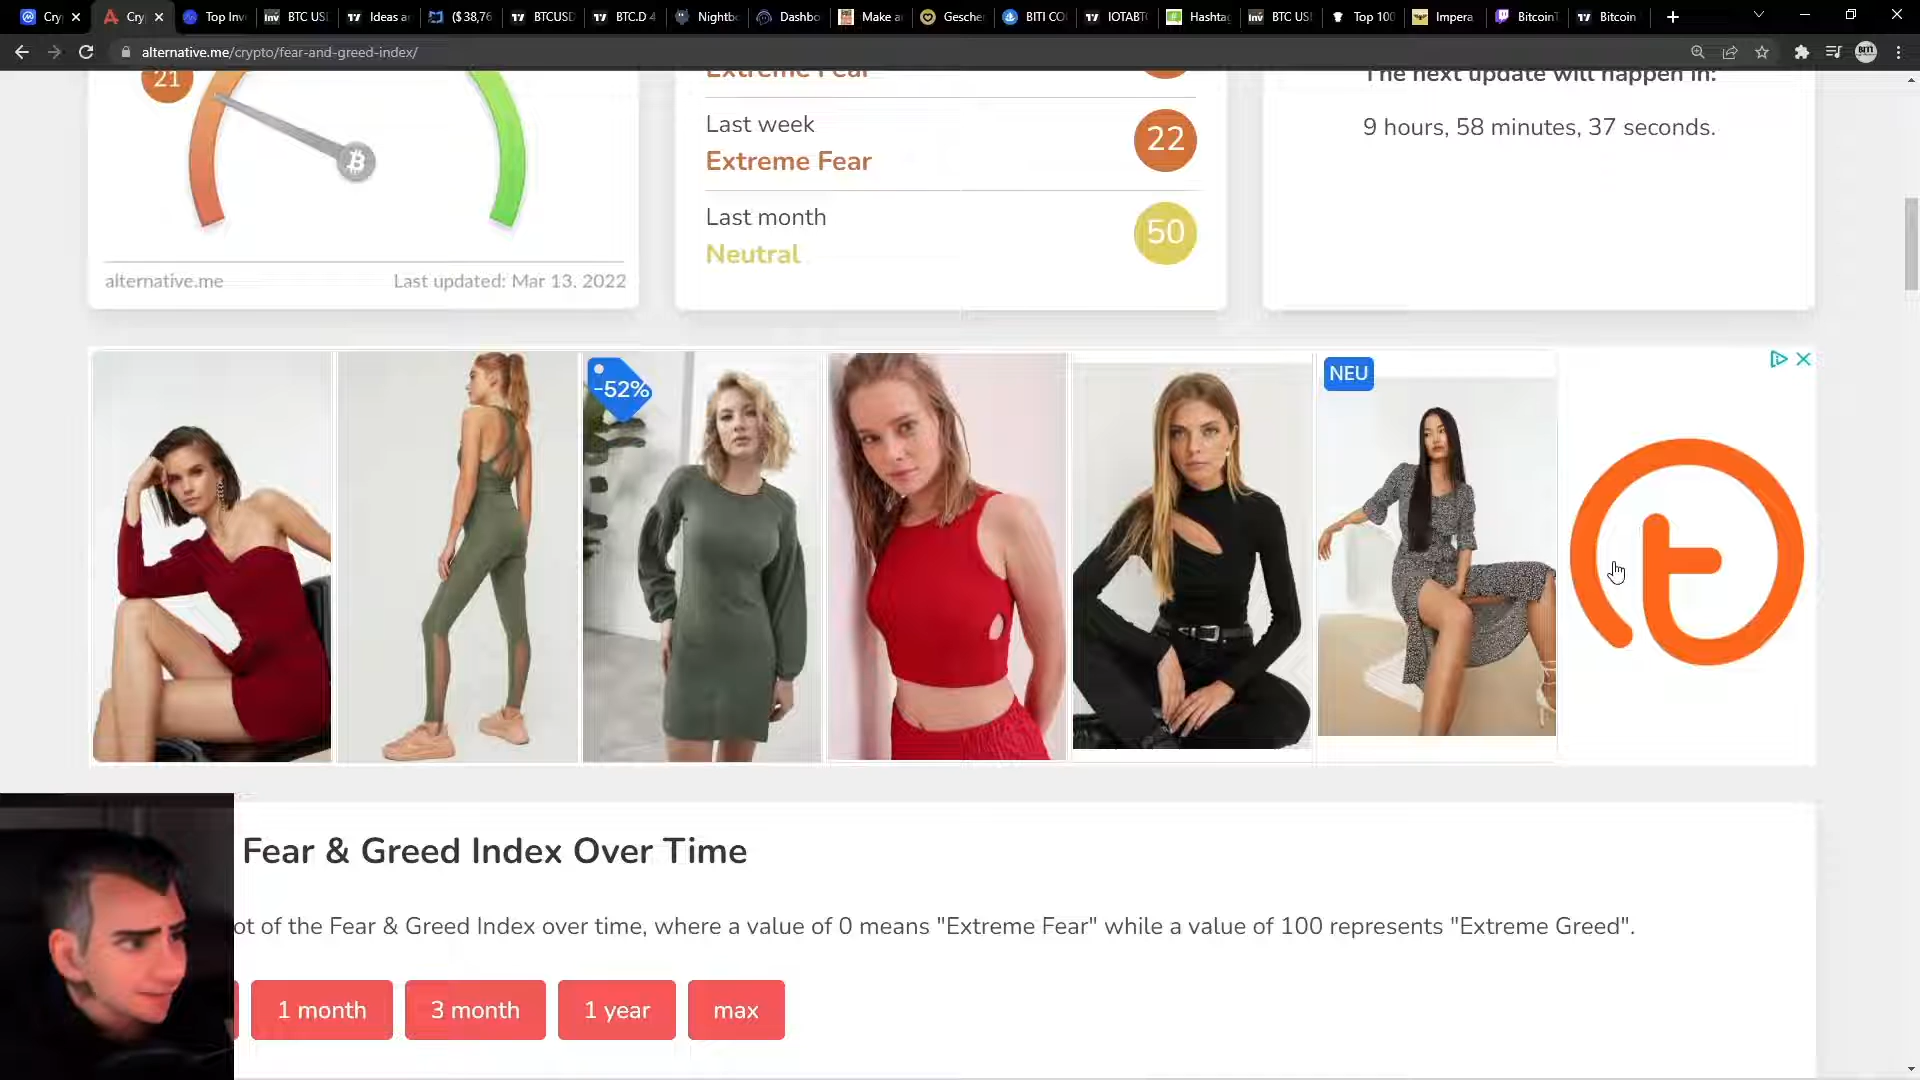 Cry
Cry
Top Inv
BTC US
Ideas ar
($ 38,76
BTCUSD
BTC.D 4
Nightb
Dashbo
Make a
Gesche
BITI CO
IOTABT
Hashta
BTC US
Top 100
Impera
BitcoinT
Bitcoin
alternative.me/crypto/fear-and-greed-index/
21
alternative.me
Last updated: Mar 13, 2022
Extreme Fear
Last week
Extreme Fear
22
Last month
Neutral
50
The next update will happen in:
9 hours, 58 minutes, 37 seconds.
-52%
NEU
Fear & Greed Index Over Time
ot of the Fear & Greed Index over time, where a value of 0 means "Extreme Fear" while a value of 100 represents "Extreme Greed".
1 month
3 month
1 year
max